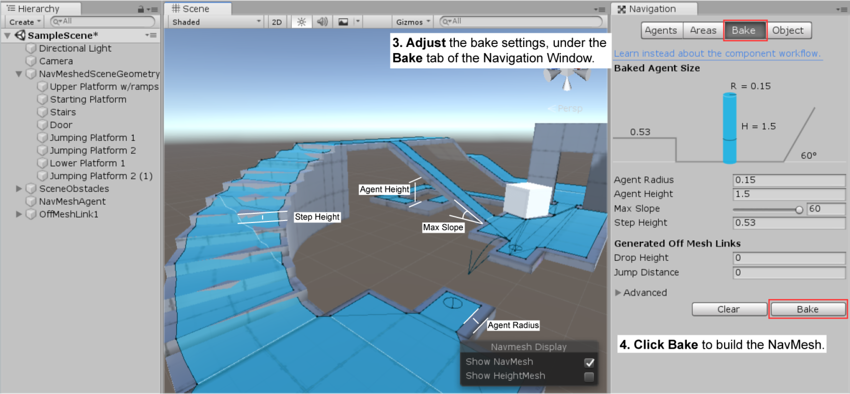 Hierarchy
Create
All
SampleScene*
Directional Light
Camera
NavMeshedSceneGeometry
Upper Platform w/ramps
Starting Platform
Stairs
Door
Jumping Platform 1
Jumping Platform 2
Lower Platform 1
Jumping Platform 2 (1)
SceneObstacles
NavMeshAgent
OffMeshLink1
Scene
Shaded
2D
Gizmos
All
3. Adjust the bake settings, under the
Bake tab of the Navigation Window.
Persp
Agent Height
Step Height
Max Slope
Agent Radius
Navmesh Display
Show NavMesh
Show HeightMesh
Navigation
Agents
Areas
Bake
Object
Learn instead about the component workflow.
Baked Agent Size
R = 0.15
0.53
H = 1.5
60°
Agent Radius 0.15
Agent Height 1.5
Max Slope 60
Step Height 0.53
Generated Off Mesh Links
Drop Height 0
Jump Distance 0
Advanced
Clear
Bake
4. Click Bake to build the NavMesh.